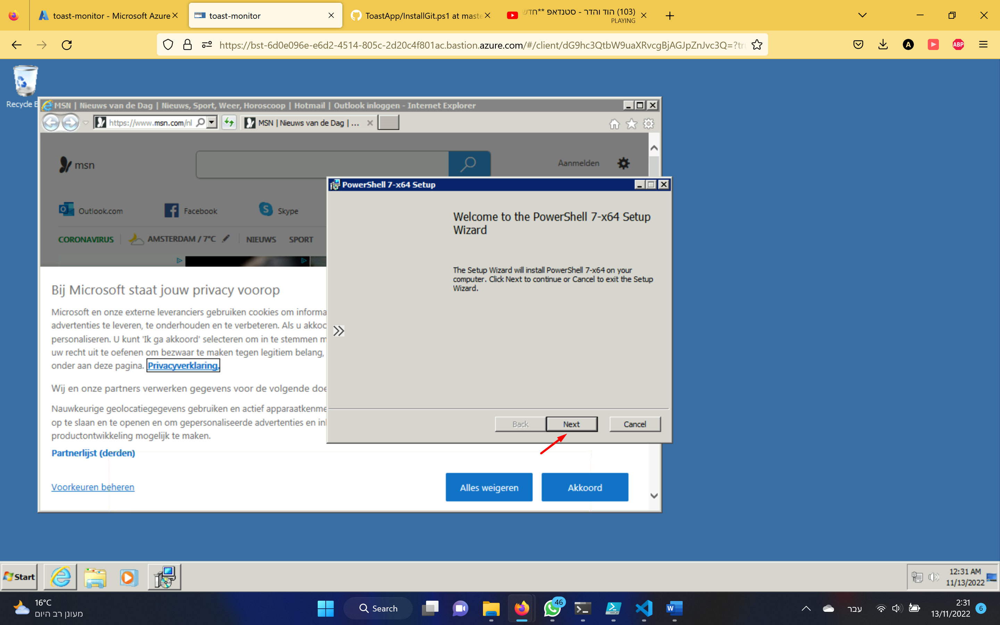 toast-monitor - Microsoft Azure
toast-monitor
ToastApp/InstallGit.ps1 at maste
(103) הוד והדר - סטנדאפ **חדש
PLAYING
https://bst-6d0e096e-e6d2-4514-805c-2d20c4f801ac.bastion.azure.com/#/client/dG9hc3QtbW9uaXRvcgBjAGJpZnJvc3Q=?tru
A
ABP
Recycle B
MSN | Nieuws van de Dag | Nieuws, Sport, Weer, Horoscoop | Hotmail | Outlook inloggen - Internet Explorer
https://www.msn.com/nl
MSN | Nieuws van de Dag | ...
msn
Aanmelden
Outlook.com
Facebook
Skype
CORONAVIRUS
AMSTERDAM / 7°C
NIEUWS
SPORT
Bij Microsoft staat jouw privacy voorop
Microsoft en onze externe leveranciers gebruiken cookies om informa
advertenties te leveren, te onderhouden en te verbeteren. Als u akkoo
personaliseren. U kunt 'Ik ga akkoord' selecteren om in te stemmen m
uw recht uit te oefenen om bezwaar te maken tegen legitiem belang,
onder aan deze pagina. Privacyverklaring.
Wij en onze partners verwerken gegevens voor de volgende doe
Nauwkeurige geolocatiegegevens gebruiken en actief apparaatkenme
op te slaan en te openen en om gepersonaliseerde advertenties en in
productontwikkeling mogelijk te maken.
Partnerlijst (derden)
Voorkeuren beheren
Alles weigeren
Akkoord
PowerShell 7-x64 Setup
Welcome to the PowerShell 7-x64 Setup
Wizard
The Setup Wizard will install PowerShell 7-x64 on your
computer. Click Next to continue or Cancel to exit the Setup
Wizard.
Back
Next
Cancel
Start
12:31 AM
11/13/2022
16°C
מעונן רב היום
Search
46
עבר
2:31
13/11/2022
6